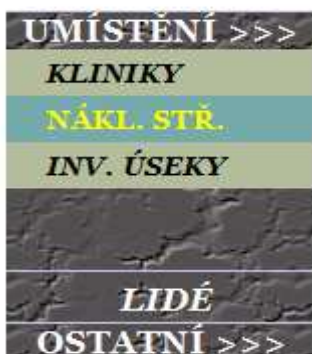 UMÍSTĚNÍ >>>
KLINIKY
NÁKL. STŘ.
INV. ÚSEKY
LIDÉ
OSTATNÍ >>>